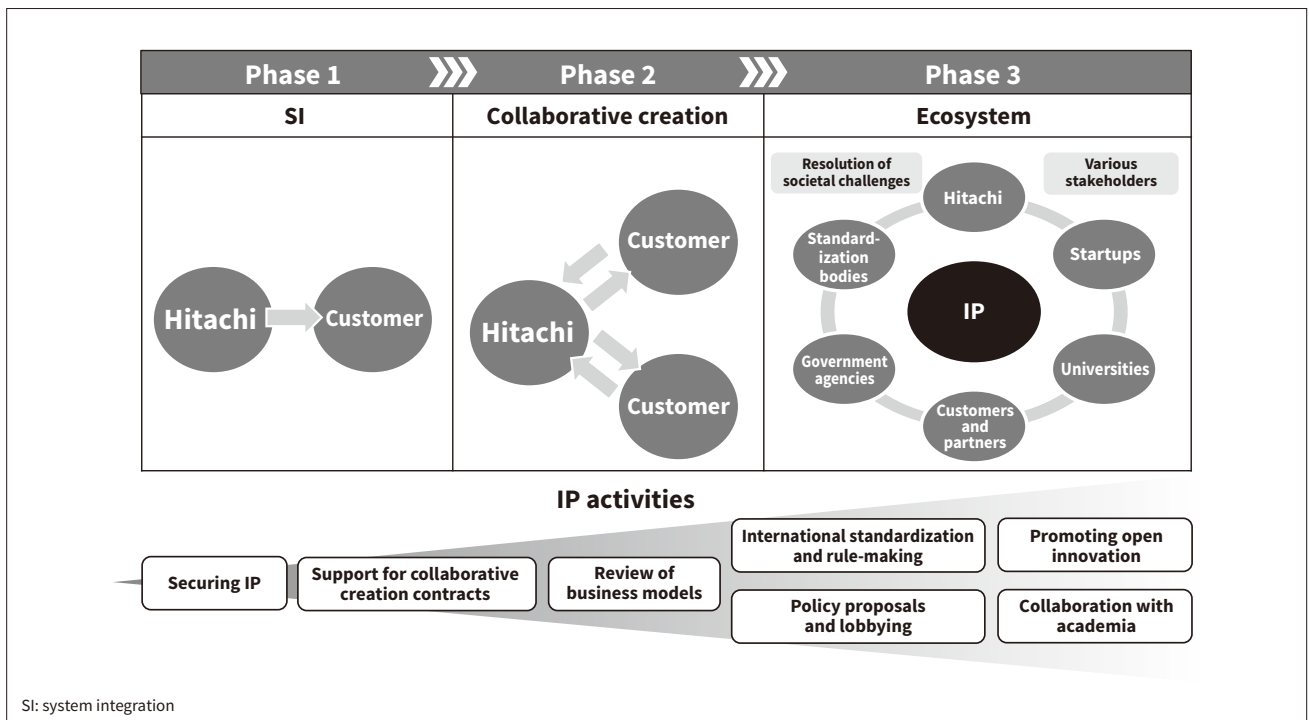 Phase 1
Phase 2
Phase 3
SI
Collaborative creation
Ecosystem
Hitachi
Customer
Hitachi
Customer
Customer
Resolution of
societal challenges
Various
stakeholders
Hitachi
Startups
Universities
Customers
and
partners
Government
agencies
Standard-
ization
bodies
IP
IP activities
Securing IP
Support for collaborative
creation contracts
Review of
business models
International standardization
and rule-making
Promoting open
innovation
Policy proposals
and lobbying
Collaboration with
academia
SI: system integration